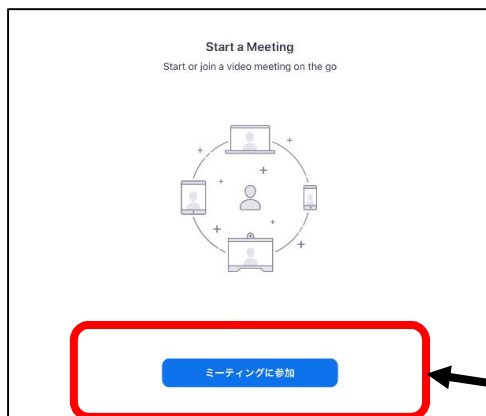 Start a Meeting
Start or join a video meeting on the go
ミーティングに参加